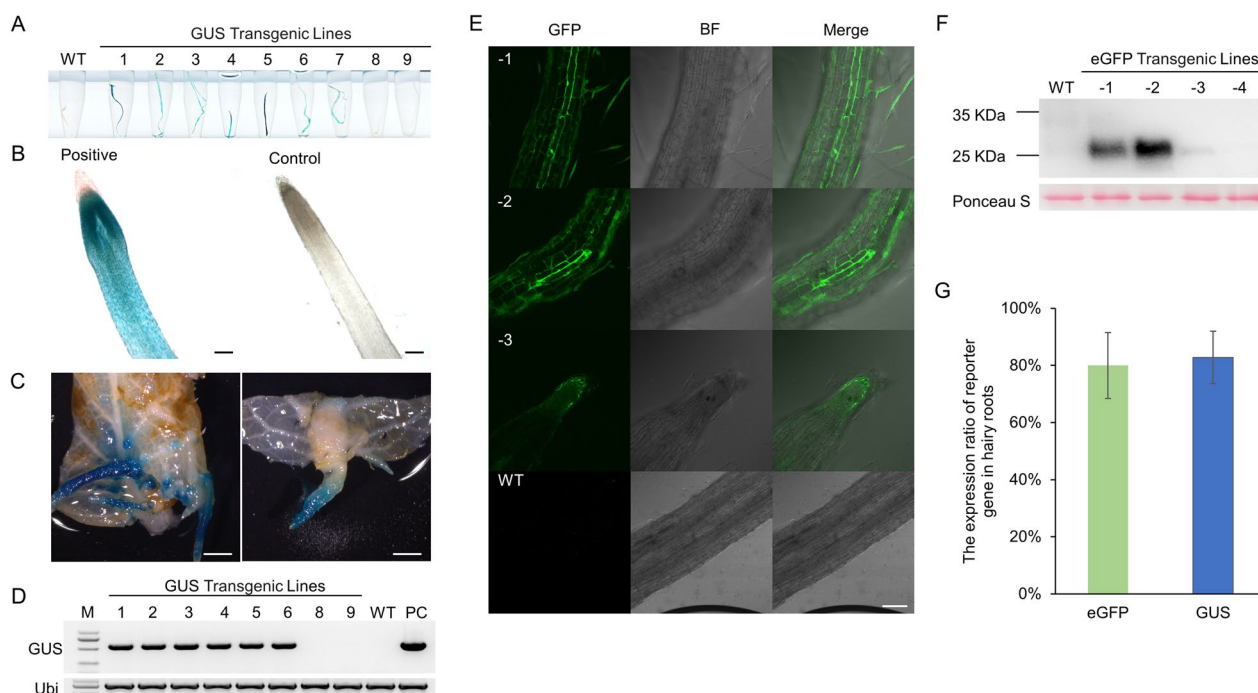 A
GUS Transgenic Lines
WT 1 2 3 4 5 6 7 8 9
B
Positive Control
C
D
GUS Transgenic Lines
M 1 2 3 4 5 6 8 9 WT PC
GUS
Ubi
E
GFP BF Merge
-1
-2
-3
WT
F
eGFP Transgenic Lines
WT -1 -2 -3 -4
35 KDa
25 KDa
Ponceau S
G
The expression ratio of reporter
gene in hairy roots
100%
80%
60%
40%
20%
0%
eGFP GUS